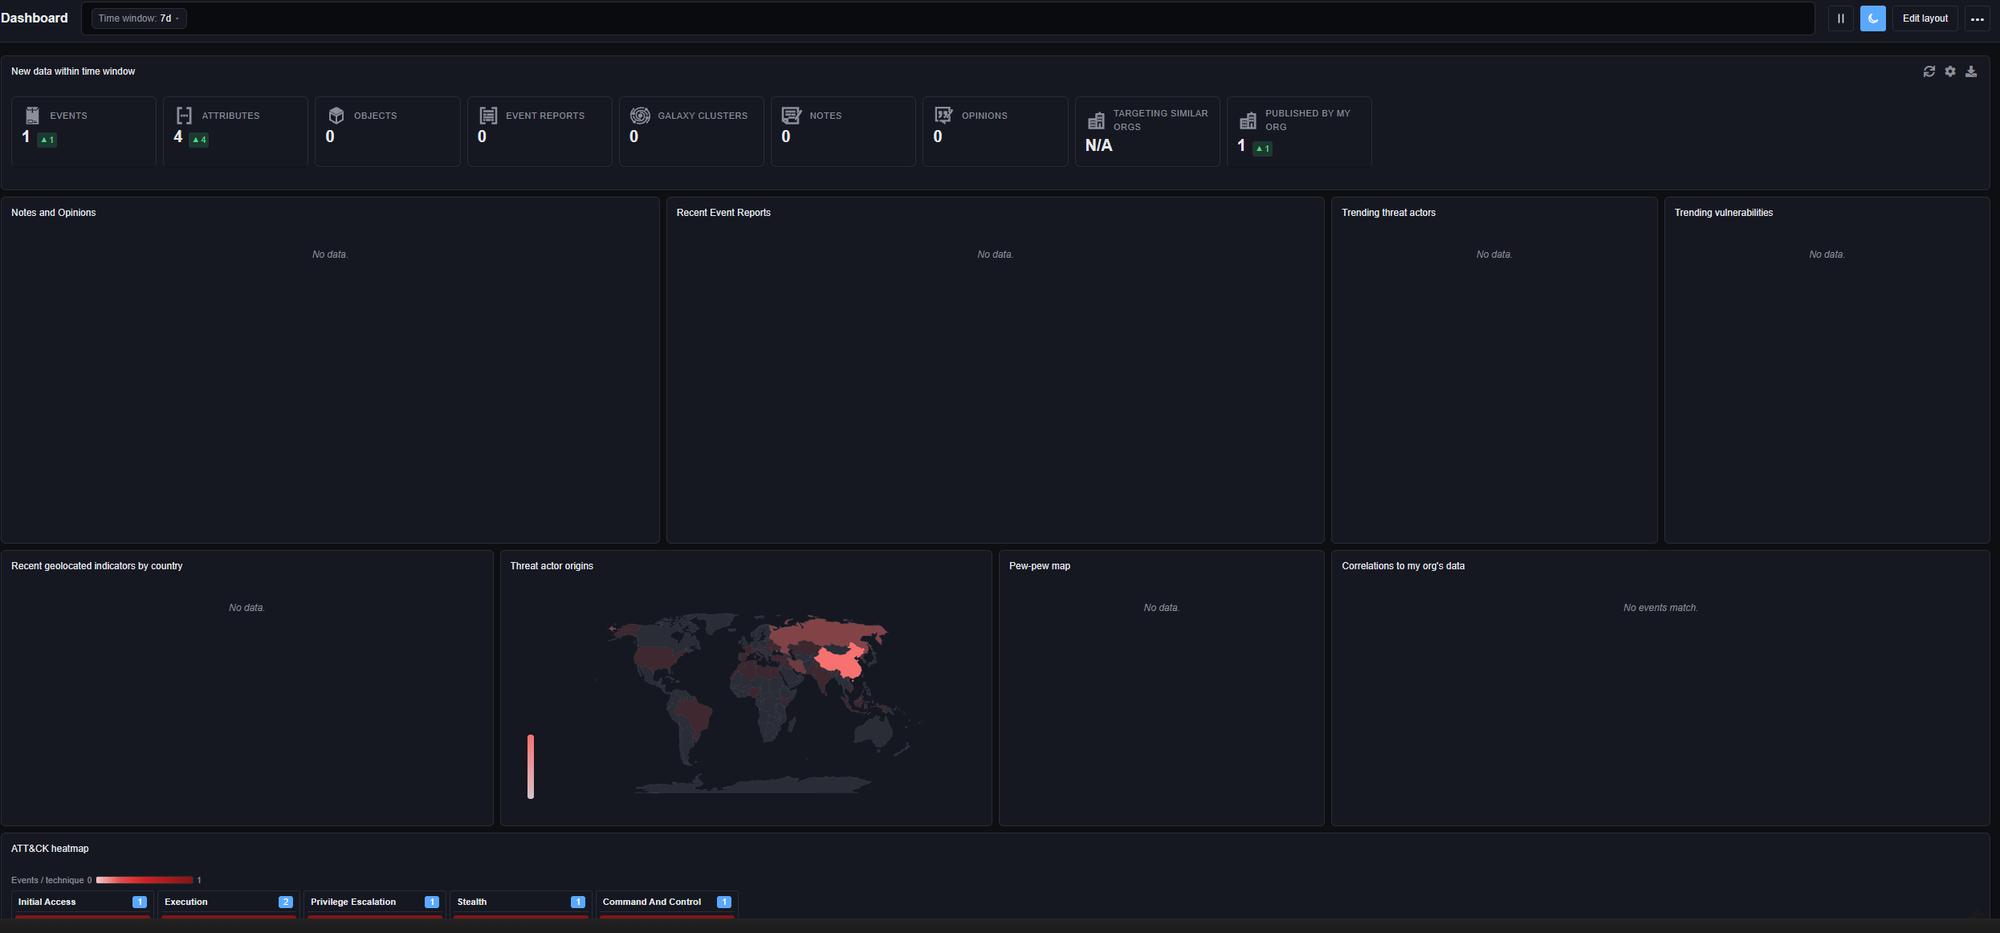 Dashboard
Time window: 7d
Edit layout
New data within time window
EVENTS
1 ▲1
ATTRIBUTES
4 ▲4
OBJECTS
0
EVENT REPORTS
0
GALAXY CLUSTERS
0
NOTES
0
OPINIONS
0
TARGETING SIMILAR
ORGS
N/A
PUBLISHED BY MY
ORG
1 ▲1
Notes and Opinions
No data.
Recent Event Reports
No data.
Trending threat actors
No data.
Trending vulnerabilities
No data.
Recent geolocated indicators by country
No data.
Threat actor origins
Pew-pew map
No data.
Correlations to my org's data
No events match.
ATT&CK heatmap
Events / technique 0 1
Initial Access 1
Execution 2
Privilege Escalation 1
Stealth 1
Command And Control 1